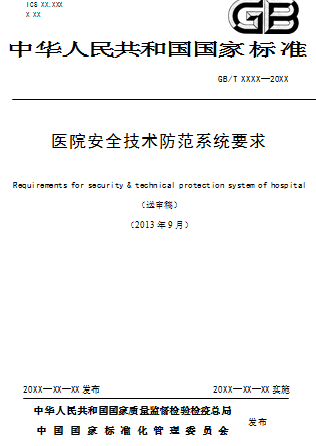 ICS XX.XXX
X XX
GB
中华人民共和国国家标准
GB/T XXXX—20XX
医院安全技术防范系统要求
Requirements for security & technical protection system of hospital
（送审稿）
（2013年9月）
20XX—XX—XX 发布
20XX—XX—XX 实施
中华人民共和国国家质量监督检验检疫总局
中国国家标准化管理委员会
发布